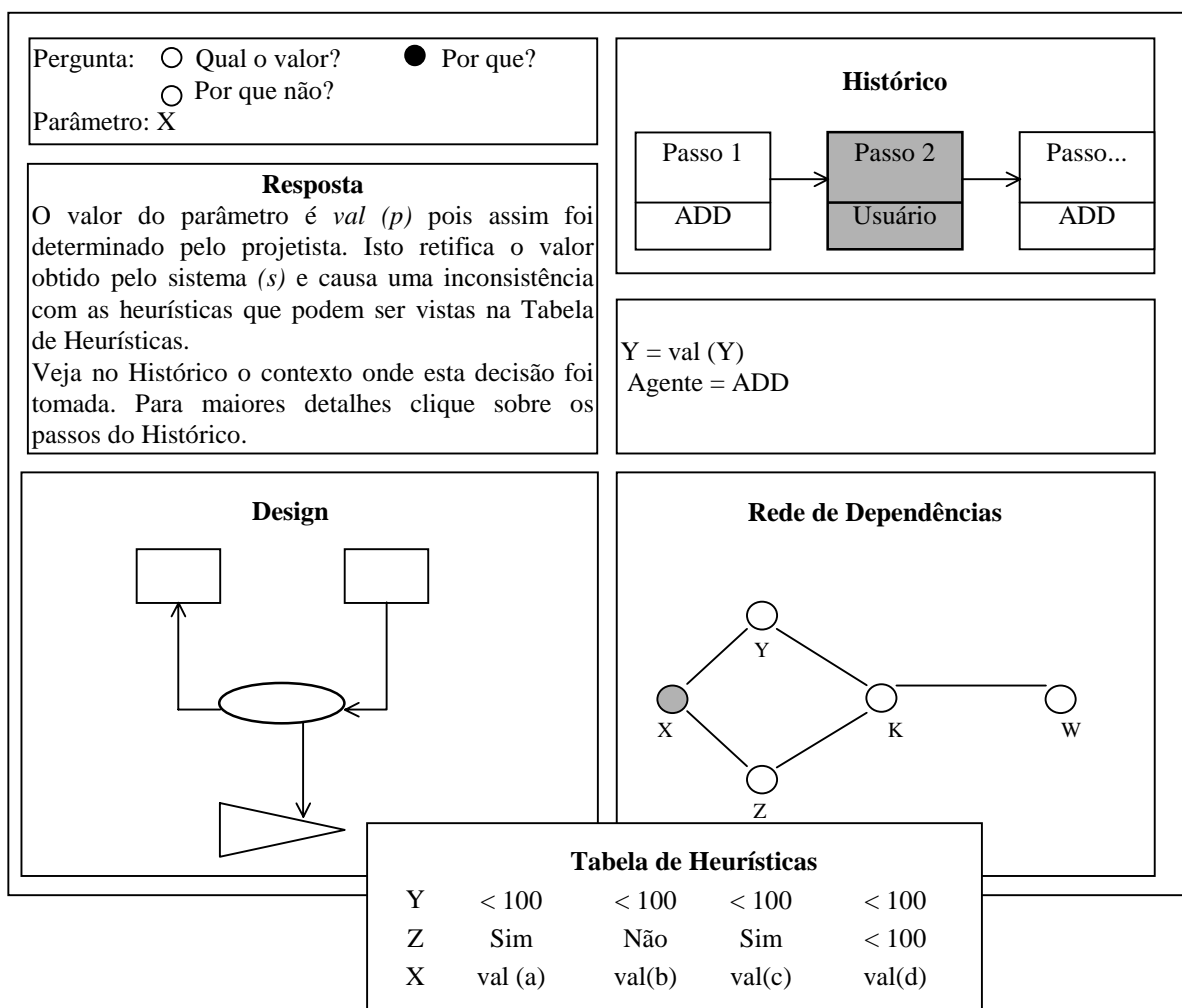 Pergunta: Qual o valor? Por que?
Por que não?
Parâmetro: X
Resposta
O valor do parâmetro é val (p) pois assim foi
determinado pelo projetista. Isto retifica o valor
obtido pelo sistema (s) e causa uma inconsistência
com as heurísticas que podem ser vistas na Tabela
de Heurísticas.
Veja no Histórico o contexto onde esta decisão foi
tomada. Para maiores detalhes clique sobre os
passos do Histórico.
Histórico
Passo 1 Passo 2 Passo...
ADD Usuário ADD
Y = val (Y)
Agente = ADD
Design
Rede de Dependências
Y
X K W
Z
Tabela de Heurísticas
Y < 100 < 100 < 100 < 100
Z Sim Não Sim < 100
X val (a) val(b) val(c) val(d)